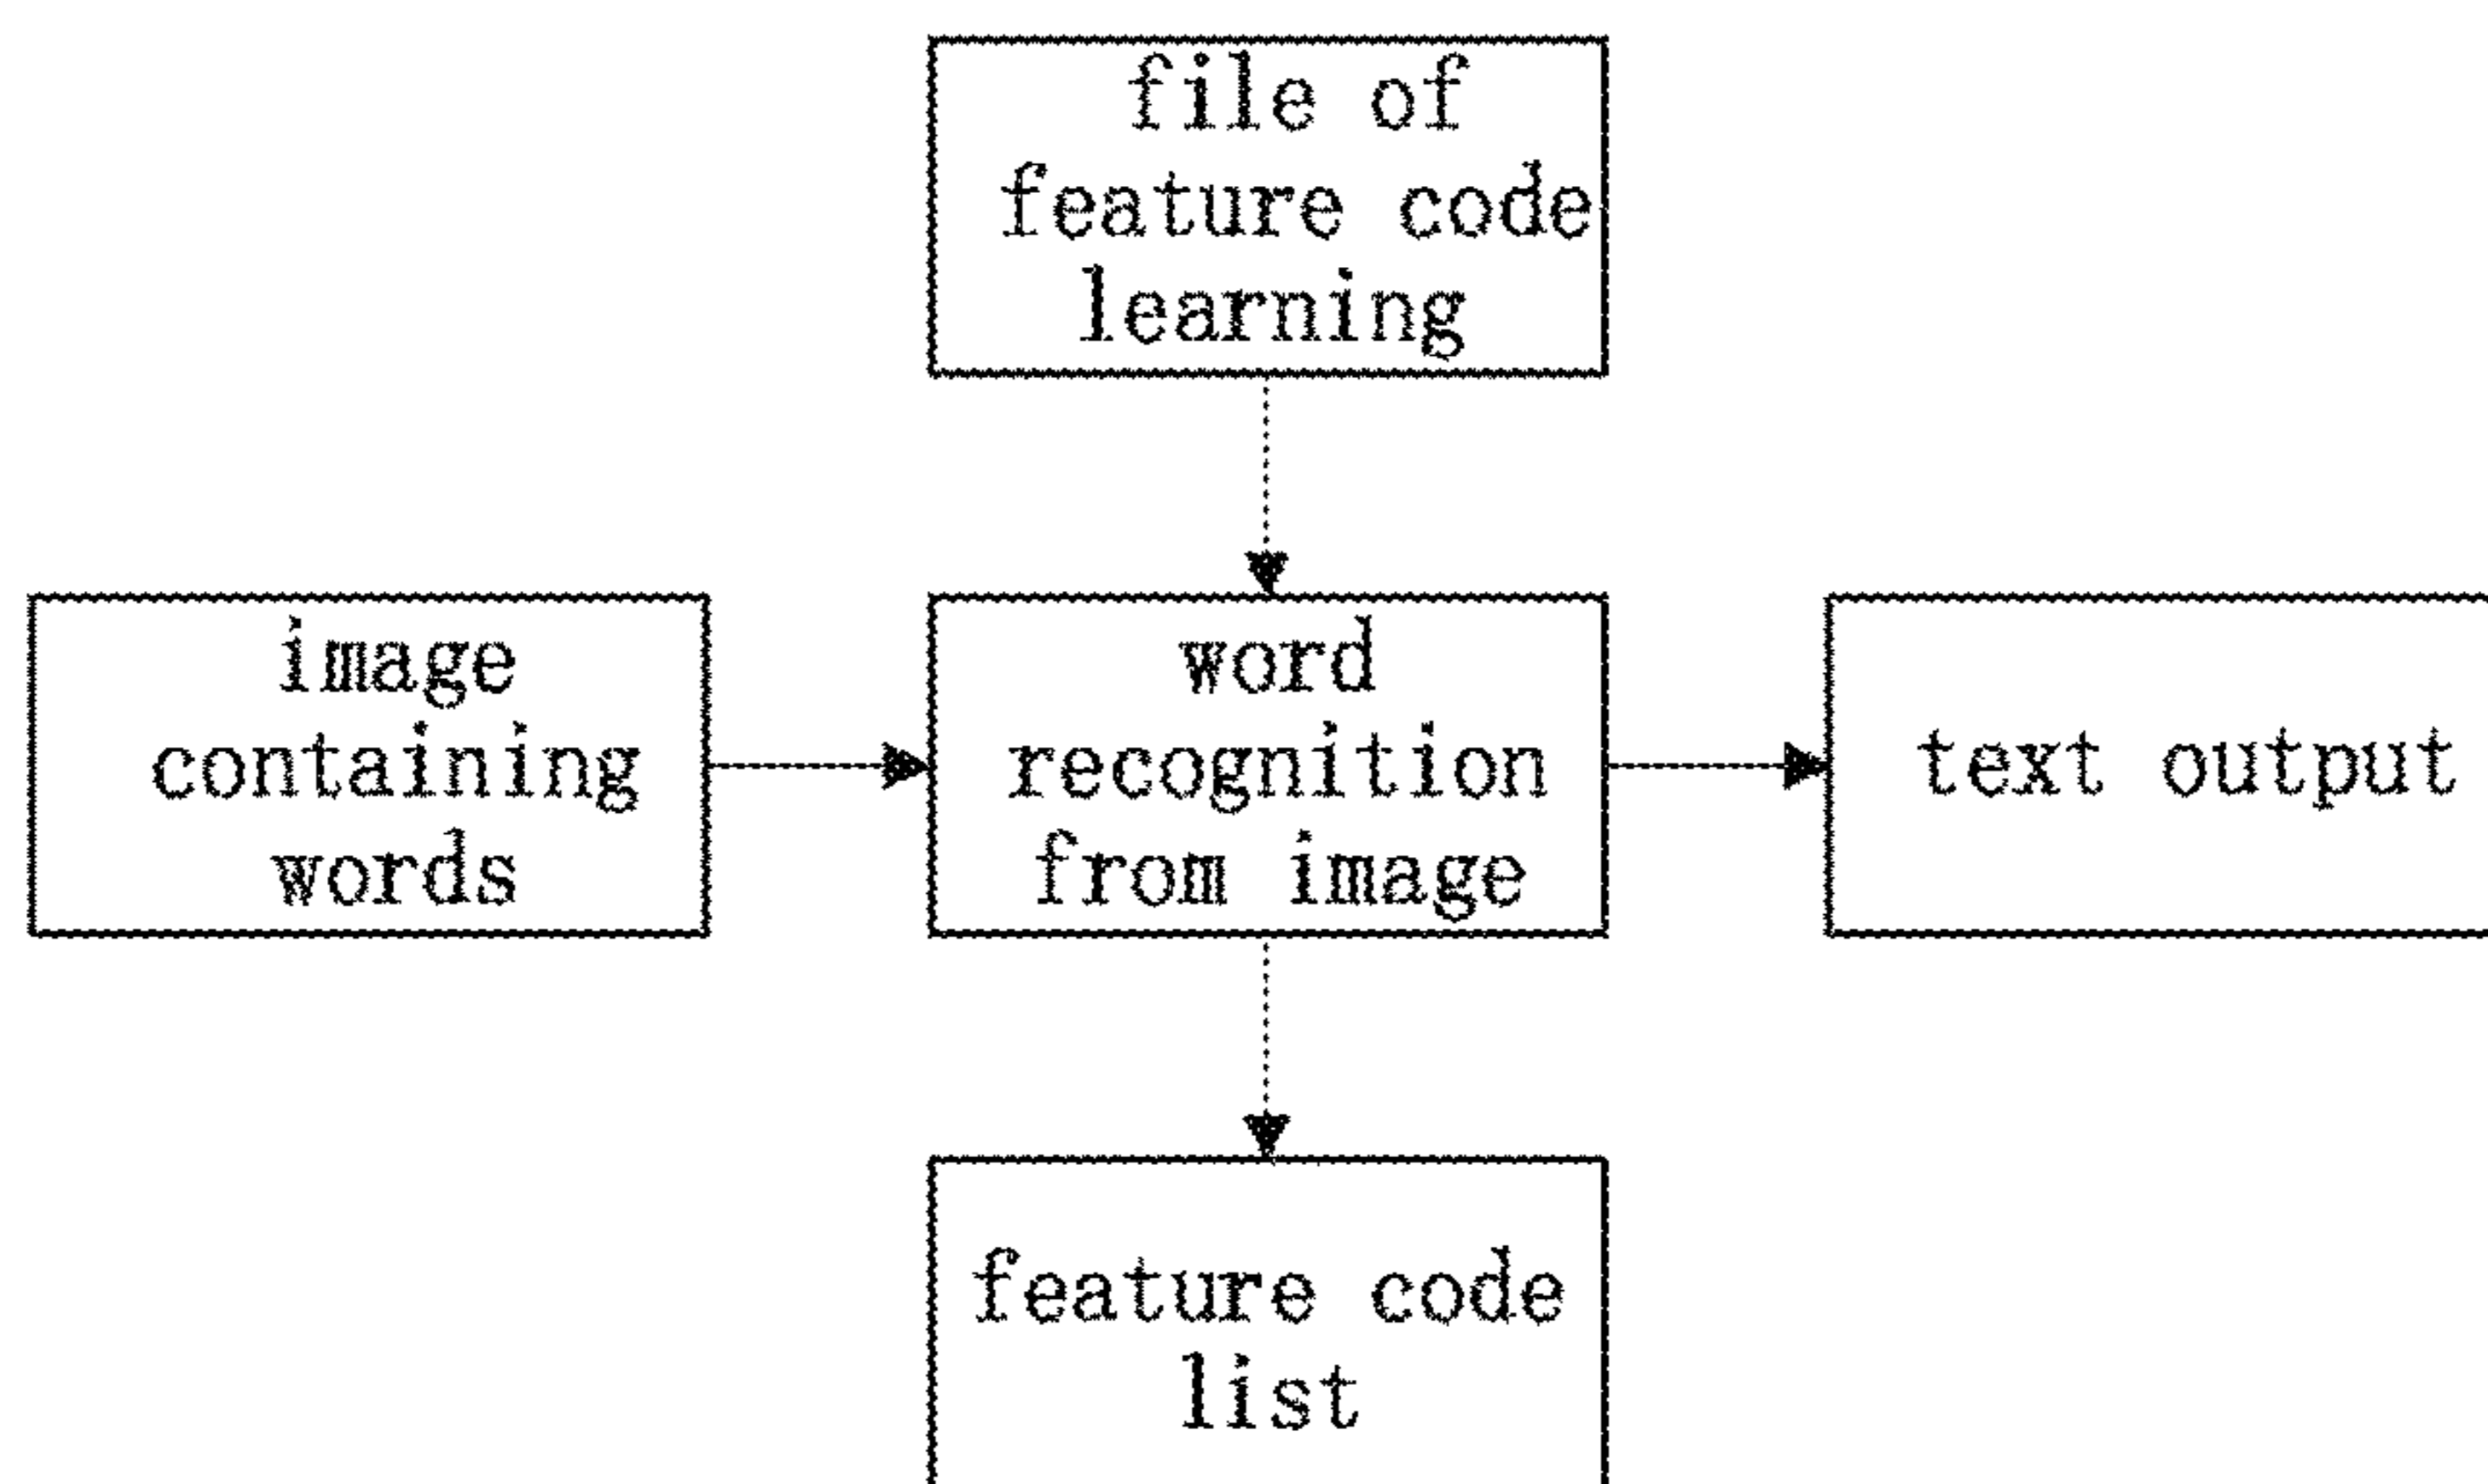 file of
feature code
learning
image
containing
words
word
recognition
from image
text output
feature code
list